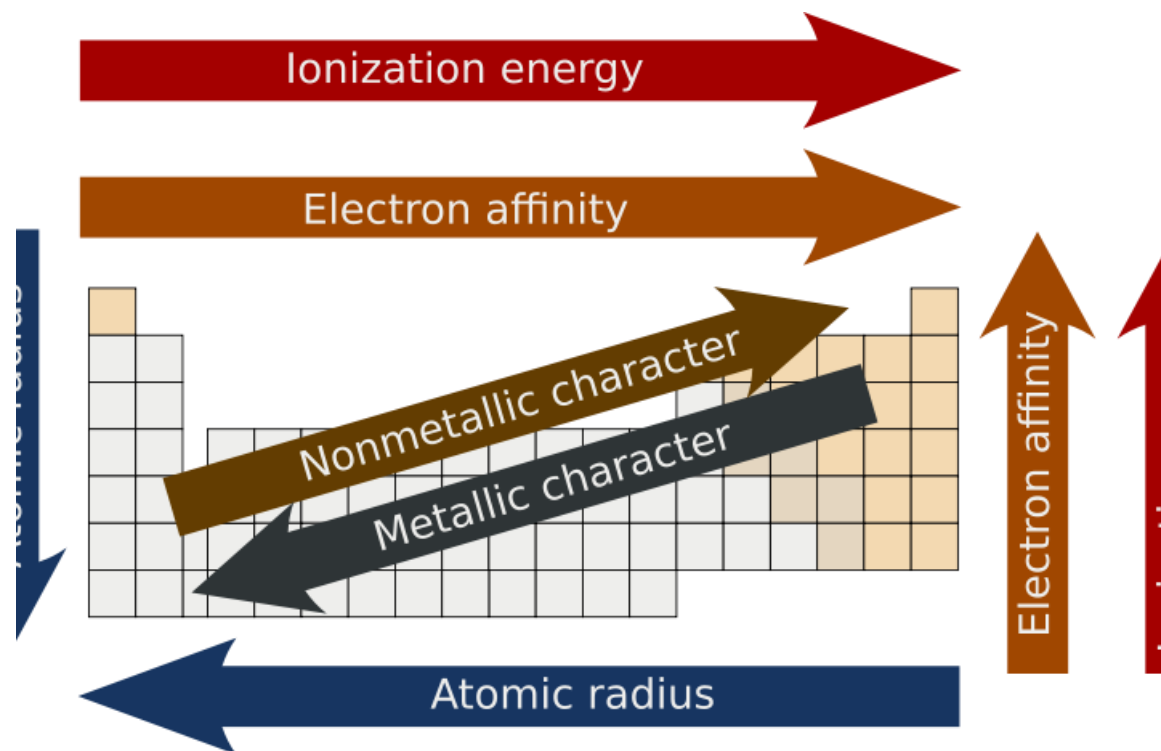 Ionization energy
Electron affinity
Nonmetallic character
Metallic character
Electron affinity
Atomic radius